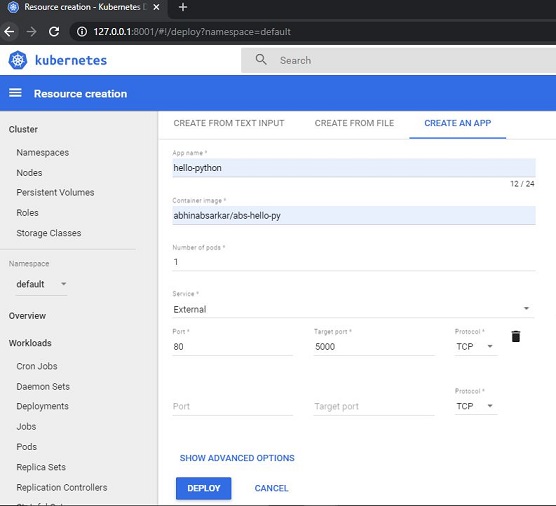 Resource creation - Kubernetes D
127.0.0.1:8001/#!/deploy?namespace=default
kubernetes
Search
Resource creation
Cluster
Namespaces
Nodes
Persistent Volumes
Roles
Storage Classes
Namespace
default
Overview
Workloads
Cron Jobs
Daemon Sets
Deployments
Jobs
Pods
Replica Sets
Replication Controllers
CREATE FROM TEXT INPUT
CREATE FROM FILE
CREATE AN APP
App name *
hello-python
12 / 24
Container image *
abhinabsarkar/abs-hello-py
Number of pods *
1
Service *
External
Port *
Target port *
Protocol *
80
5000
TCP
Protocol *
Port
Target port
TCP
SHOW ADVANCED OPTIONS
DEPLOY
CANCEL